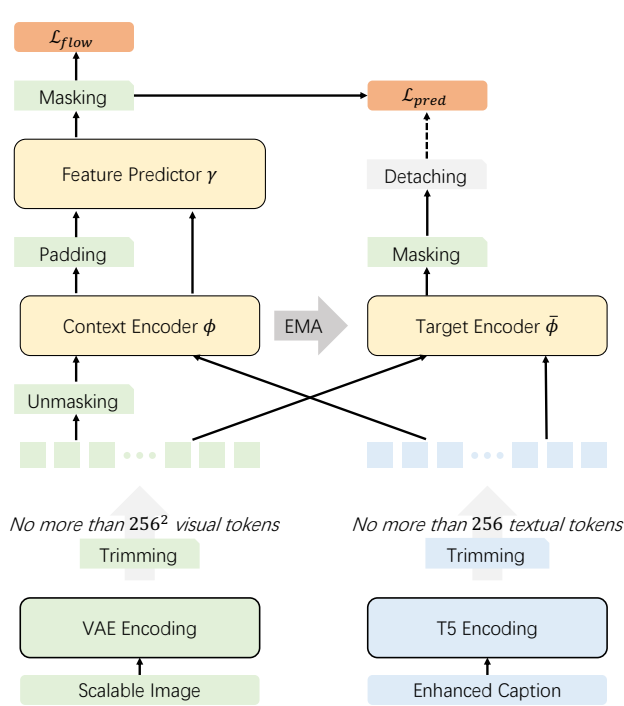 ℒ_flow
Masking
ℒ_pred
Feature Predictor γ
Detaching
Padding
Masking
Context Encoder ϕ
EMA
Target Encoder ϕ̄
Unmasking
No more than 256² visual tokens
No more than 256 textual tokens
Trimming
Trimming
VAE Encoding
T5 Encoding
Scalable Image
Enhanced Caption